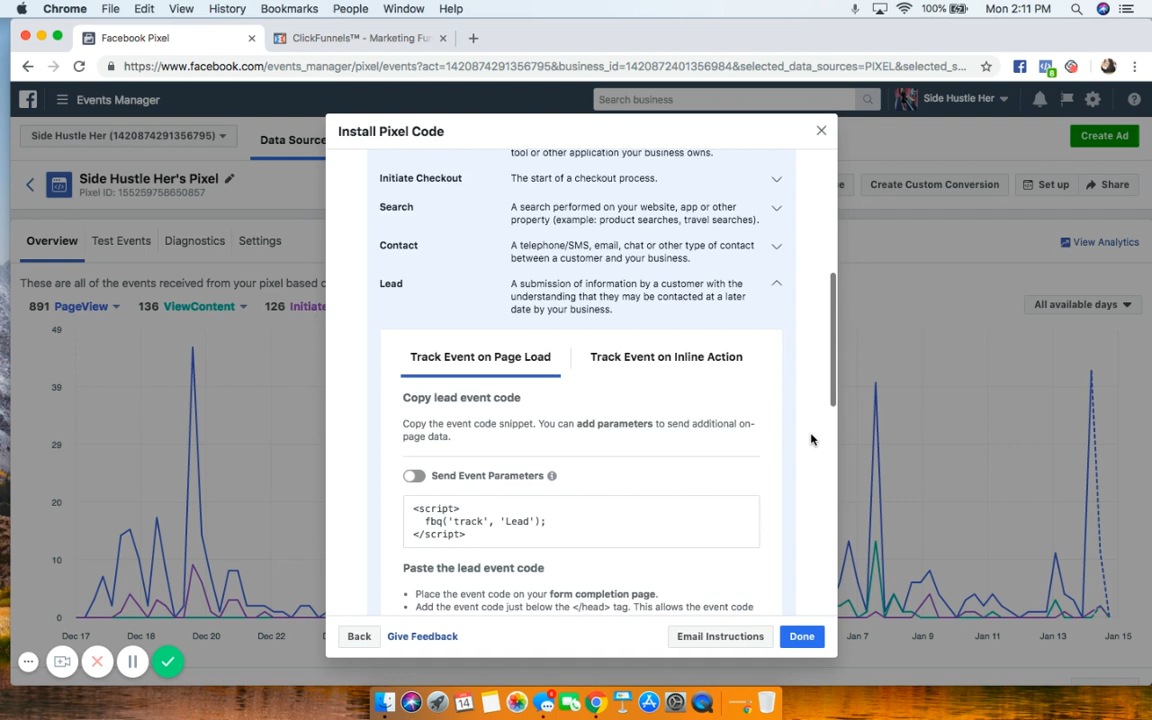 Chrome File Edit View History Bookmarks People Window Help 100% Mon 2:11 PM
Facebook Pixel
ClickFunnels™ - Marketing Fun
https://www.facebook.com/events_manager/pixel/events?act=1420874291356795&business_id=1420872401356984&selected_data_sources=PIXEL&selected_s...
8
Events Manager
Search business
Side Hustle Her
Side Hustle Her (1420874291356795)
Data Sourc
Create Ad
Side Hustle Her's Pixel
Pixel ID: 155259758650857
Create Custom Conversion
Set up
Share
Overview Test Events Diagnostics Settings
View Analytics
These are all of the events received from your pixel based o
891 PageView 136 ViewContent 126 Initiate
All available days
49
39
29
20
10
0
Dec 17 Dec 18 Dec 20 Dec 22
Jan 7 Jan 9 Jan 11 Jan 13 Jan 15
Install Pixel Code
tool or other application your business owns.
Initiate Checkout
The start of a checkout process.
Search
A search performed on your website, app or other
property (example: product searches, travel searches).
Contact
A telephone/SMS, email, chat or other type of contact
between a customer and your business.
Lead
A submission of information by a customer with the
understanding that they may be contacted at a later
date by your business.
Track Event on Page Load
Track Event on Inline Action
Copy lead event code
Copy the event code snippet. You can add parameters to send additional on-
page data.
Send Event Parameters
<script>
fbq('track', 'Lead');
</script>
Paste the lead event code
• Place the event code on your form completion page.
• Add the event code just below the </head> tag. This allows the event code
Back
Give Feedback
Email Instructions
Done
14